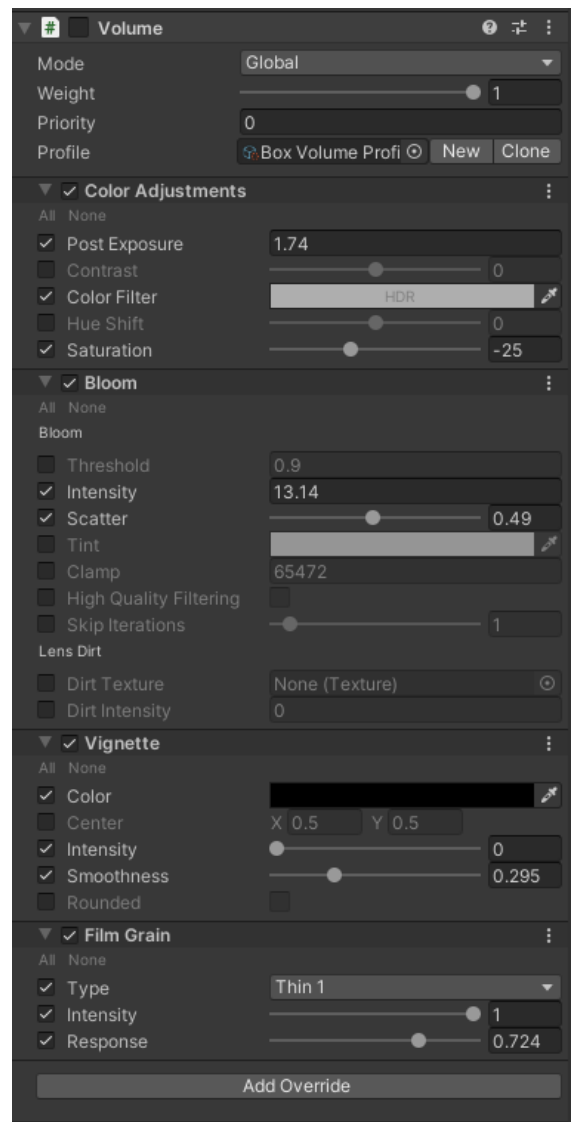 # Volume
Mode Global
Weight 1
Priority 0
Profile Box Volume Profi New Clone
Color Adjustments
All None
Post Exposure 1.74
Contrast 0
Color Filter HDR
Hue Shift 0
Saturation -25
Bloom
All None
Bloom
Threshold 0.9
Intensity 13.14
Scatter 0.49
Tint
Clamp 65472
High Quality Filtering
Skip Iterations 1
Lens Dirt
Dirt Texture None (Texture)
Dirt Intensity 0
Vignette
All None
Color
Center X 0.5 Y 0.5
Intensity 0
Smoothness 0.295
Rounded
Film Grain
All None
Type Thin 1
Intensity 1
Response 0.724
Add Override